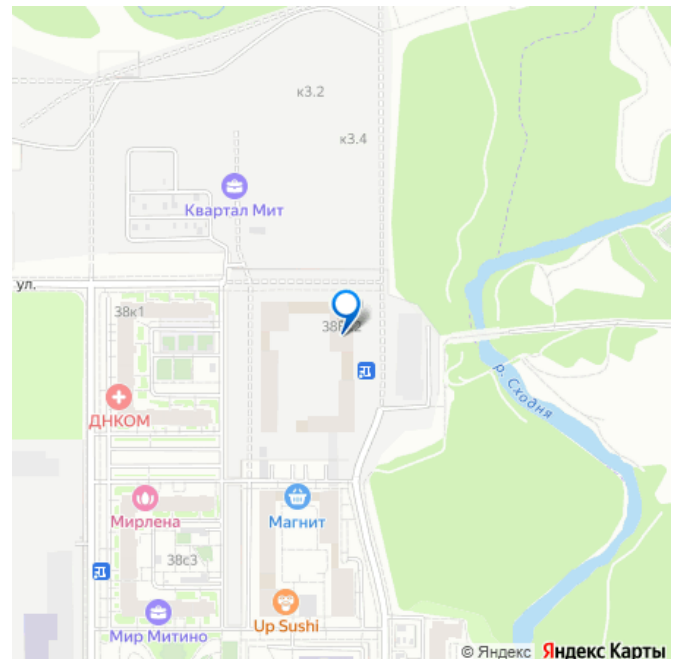 к3.2
к3.4
Квартал Мит
ул.
38к1
р. Сходня
ДНКОМ
Мирлена
Магнит
38с3
Up Sushi
Мир Митино
© Яндекс Яндекс Карты